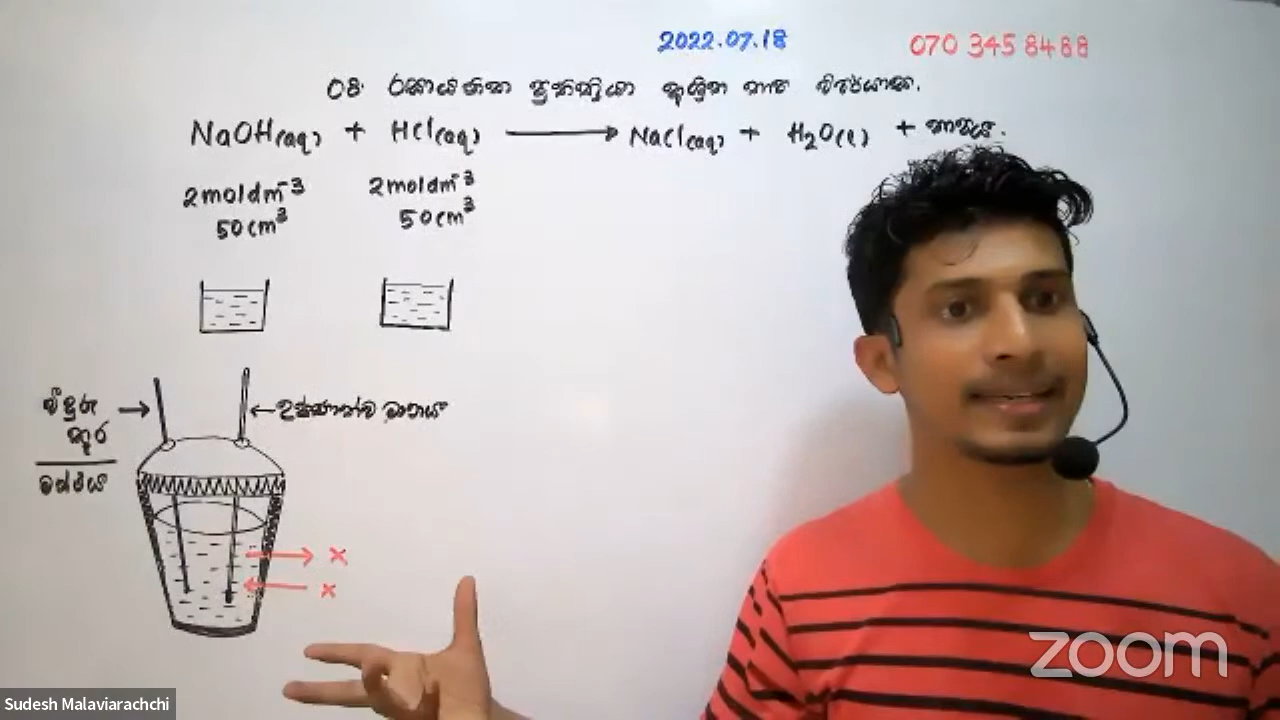 2022.07.18
070 345 8488
08. රසායනික ප්‍රතික්‍රියා ආශ්‍රිත තාප විපර්යාස.
NaOH(aq) + HCl(aq) → NaCl(aq) + H₂O(l) + තාපය.
2moldm⁻³ 2moldm⁻³
50cm³ 50cm³
වීදුරු
කූර
මන්ථය
උෂ්ණත්ව මානය
x
x
zoom
Sudesh Malaviarachchi